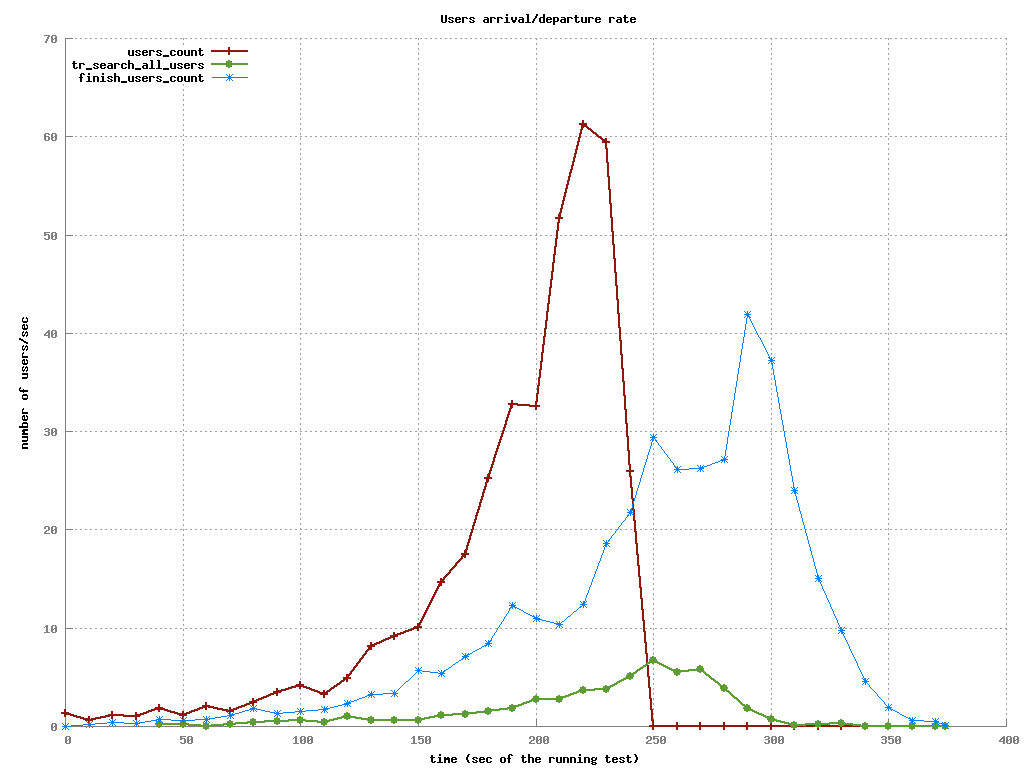 Users arrival/departure rate
70
users_count
tr_search_all_users
finish_users_count
60
50
40
number of users/sec
30
20
10
0
0 50 100 150 200 250 300 350 400
time (sec of the running test)